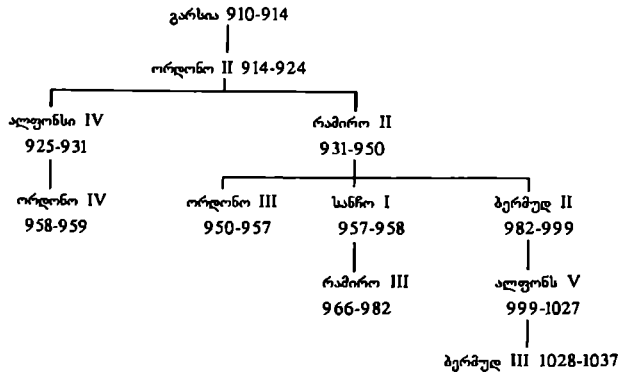 გარსია 910-914
ორდონო II 914-924
ალფონსი IV რამირო II
925-931 931-950
ორდონო IV ორდონო III სანჩო I ბერმუდ II
958-959 950-957 957-958 982-999
რამირო III ალფონს V
966-982 999-1027
ბერმუდ III 1028-1037